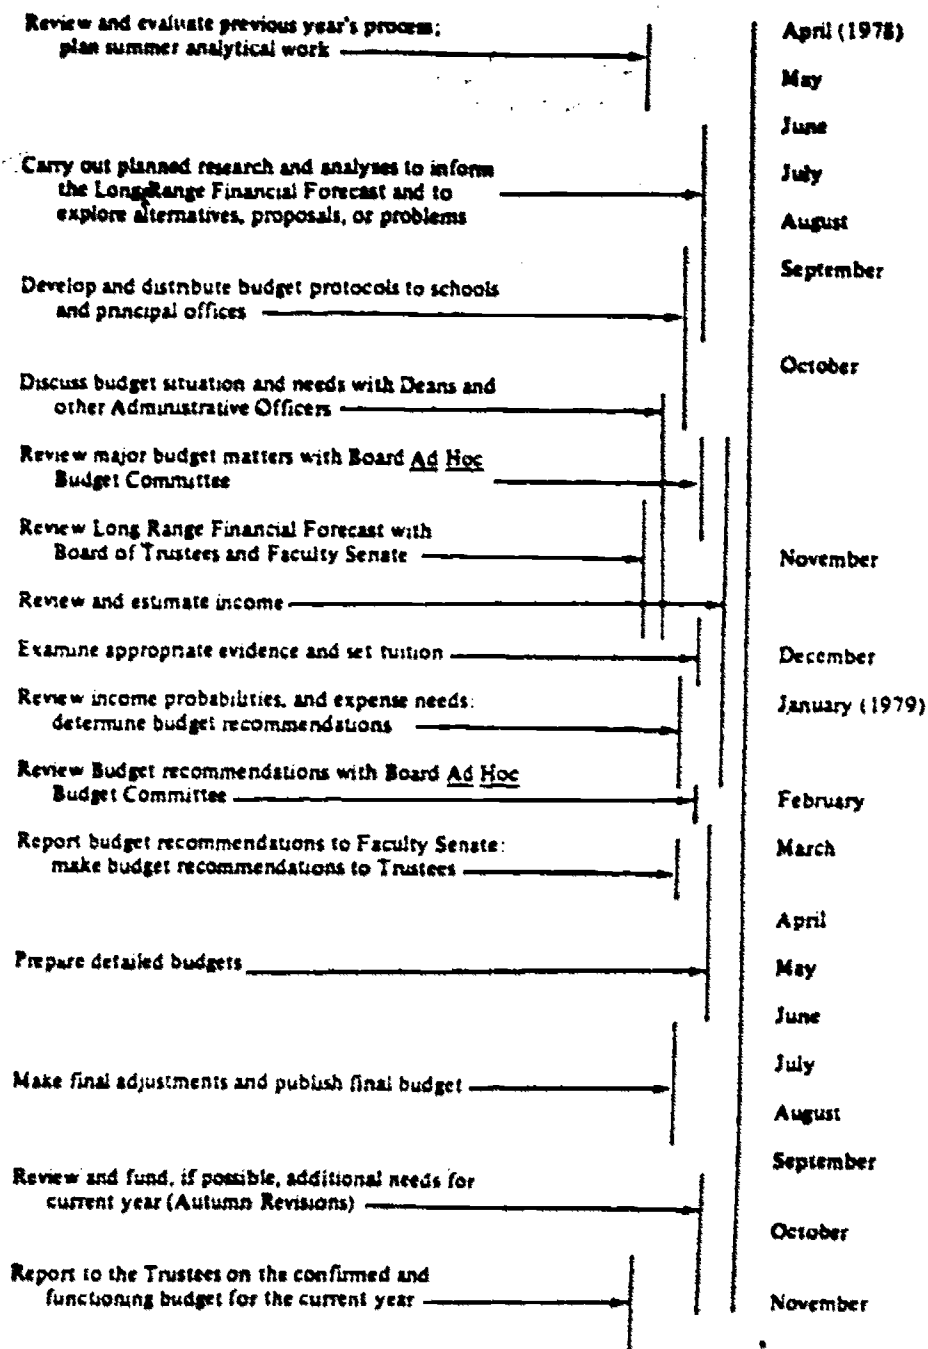 Review and evaluate previous year's process;
plan summer analytical work
April (1978)
May
June
Carry out planned research and analyses to inform
the Long Range Financial Forecast and to
explore alternatives, proposals, or problems
July
August
September
Develop and distribute budget protocols to schools
and principal offices
October
Discuss budget situation and needs with Deans and
other Administrative Officers
Review major budget matters with Board Ad Hoc
Budget Committee
Review Long Range Financial Forecast with
Board of Trustees and Faculty Senate
November
Review and estimate income
Examine appropriate evidence and set tuition
December
Review income probabilities, and expense needs:
determine budget recommendations
January (1979)
Review Budget recommendations with Board Ad Hoc
Budget Committee
February
Report budget recommendations to Faculty Senate:
make budget recommendations to Trustees
March
April
Prepare detailed budgets
May
June
July
Make final adjustments and publish final budget
August
September
Review and fund, if possible, additional needs for
current year (Autumn Revisions)
October
Report to the Trustees on the confirmed and
functioning budget for the current year
November